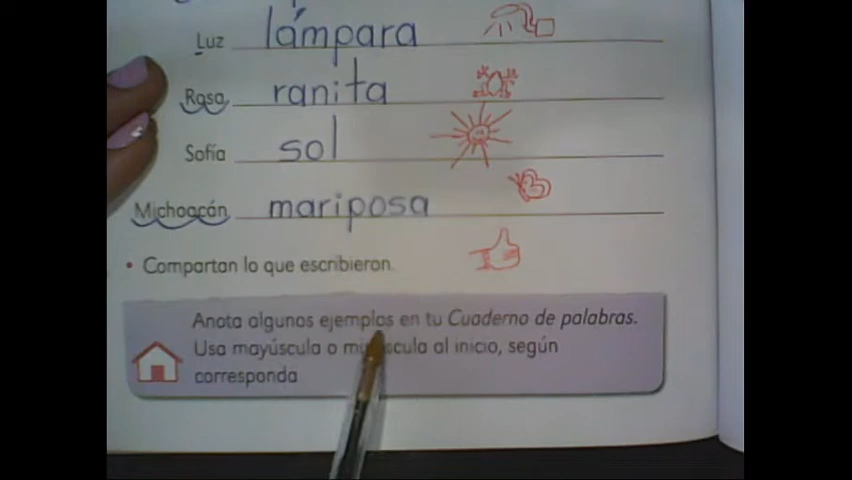 Luz lámpara
Rosa ranita
Sofía sol
Michoacán mariposa
• Compartan lo que escribieron.
Anota algunos ejemplos en tu Cuaderno de palabras.
Usa mayúscula o minúscula al inicio, según
corresponda